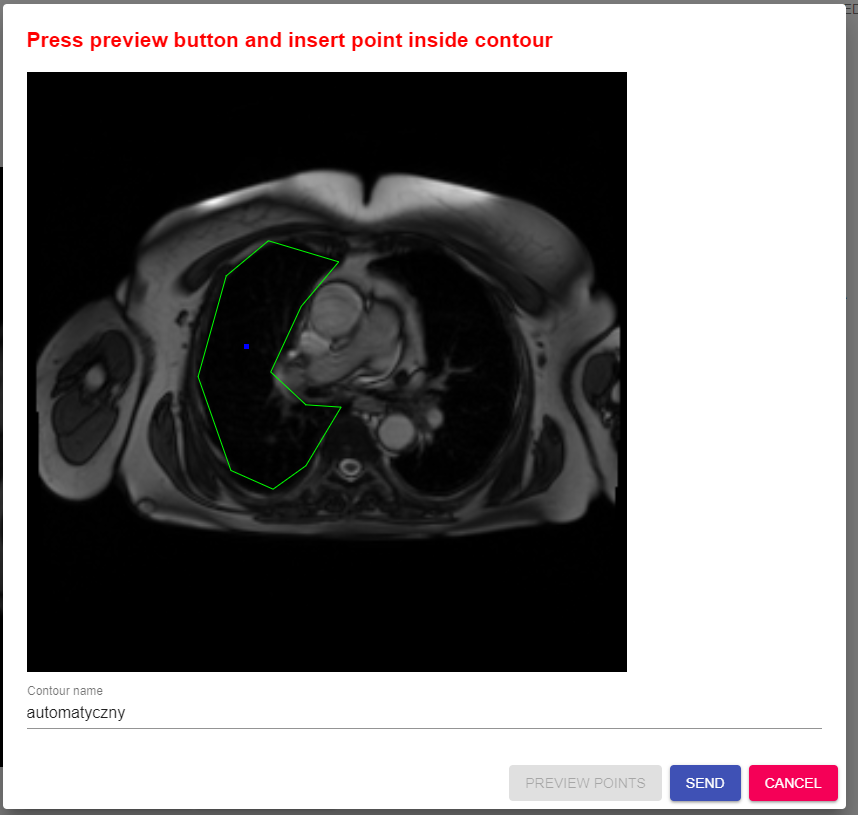 Press preview button and insert point inside contour
Contour name
automatyczny
PREVIEW POINTS SEND CANCEL